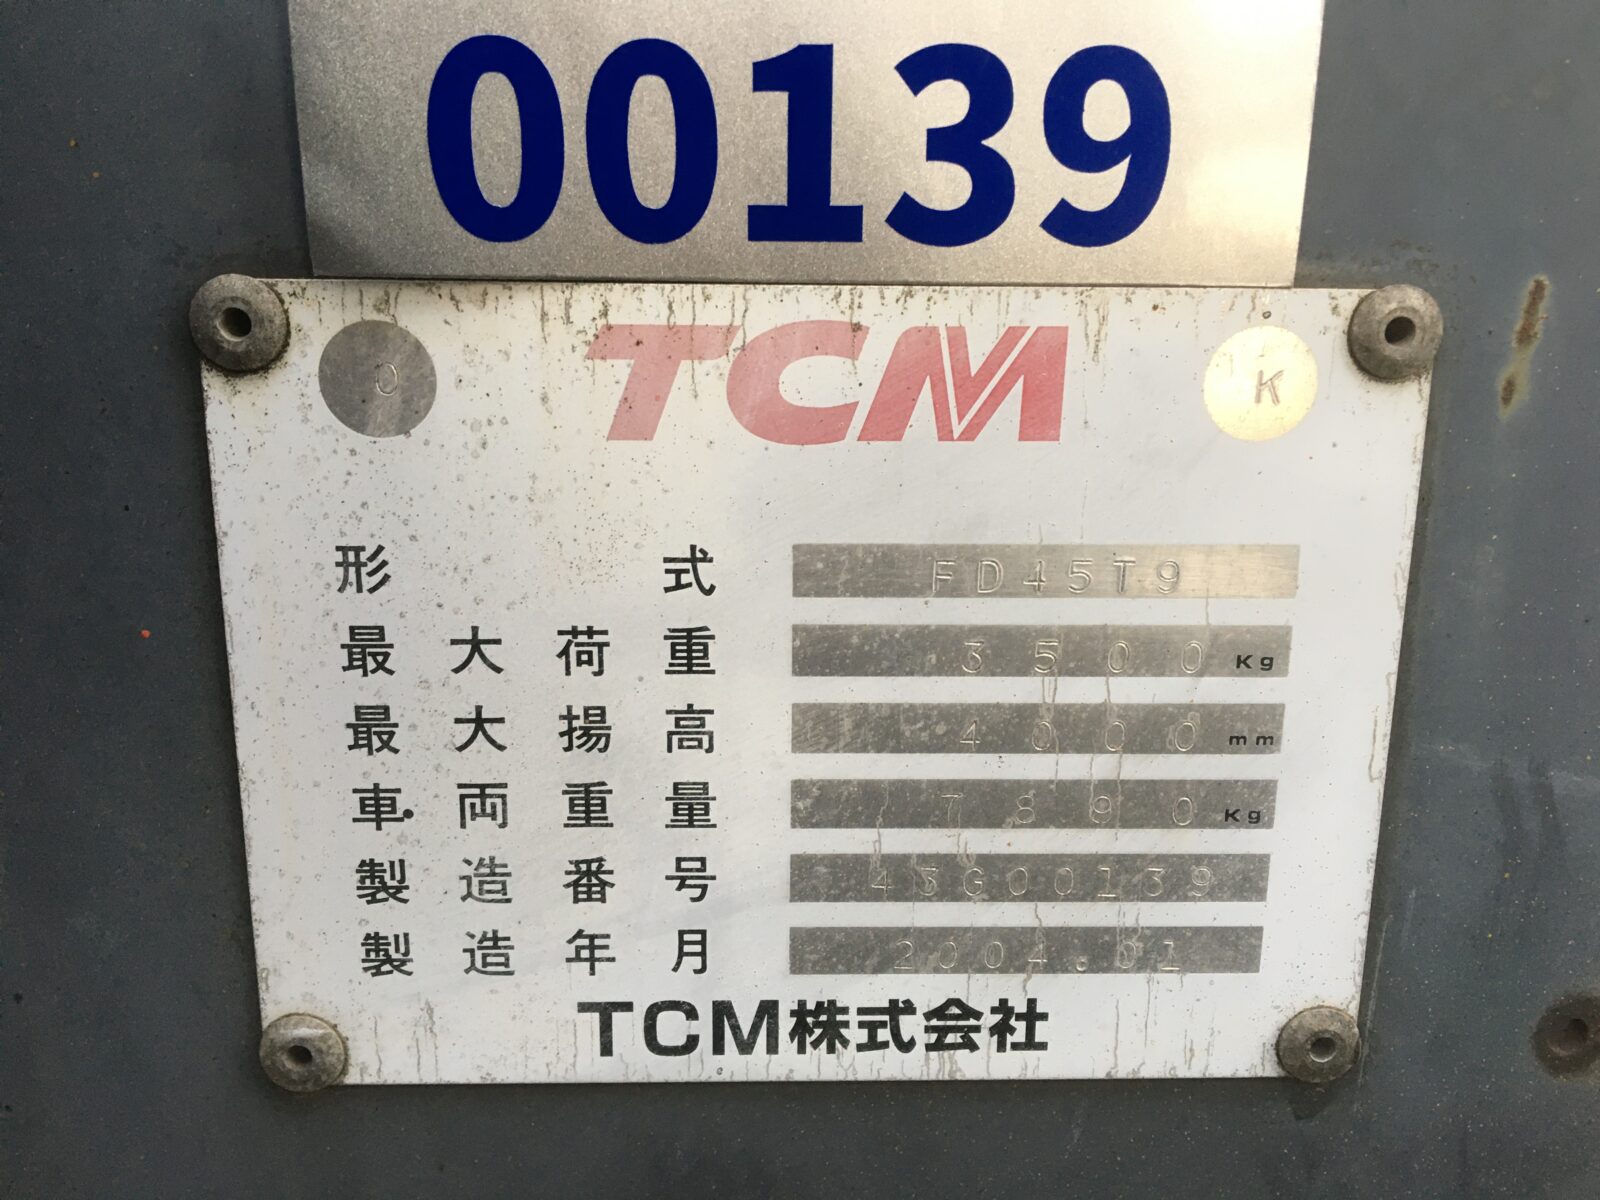 00139
O TCM K
形式 FD45T9
最大荷重 3500 Kg
最大揚高 4000 mm
車両重量 7890 Kg
製造番号 43G00139
製造年月 2004.01
TCM株式会社